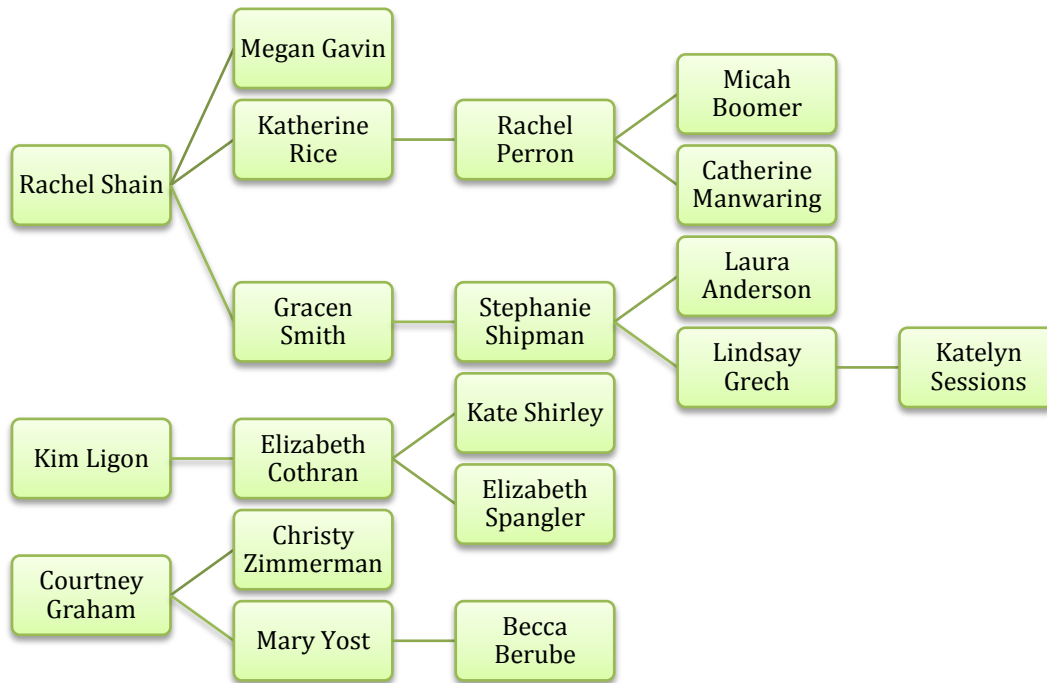 Megan Gavin
Katherine
Rice
Rachel
Perron
Micah
Boomer
Catherine
Manwaring
Rachel Shain
Gracen
Smith
Stephanie
Shipman
Laura
Anderson
Lindsay
Grech
Katelyn
Sessions
Kim Ligon
Elizabeth
Cothran
Kate Shirley
Elizabeth
Spangler
Courtney
Graham
Christy
Zimmerman
Mary Yost
Becca
Berube